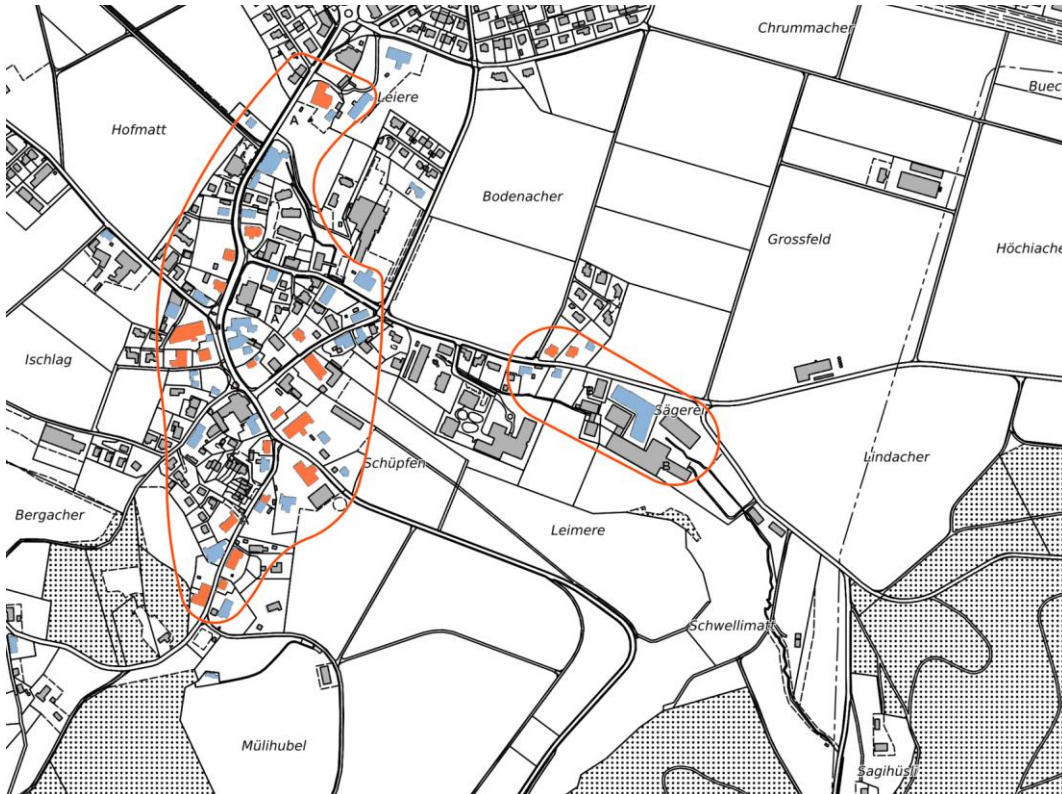 Chrummacher
Buec
Leiere
A
Hofmatt
Bodenacher
Grossfeld
Höchiache
A
Ischlag
Sägerei
Schüpfen
B
Lindacher
Bergacher
Leimere
Schwellimatt
Mülihubel
Sagihüsli